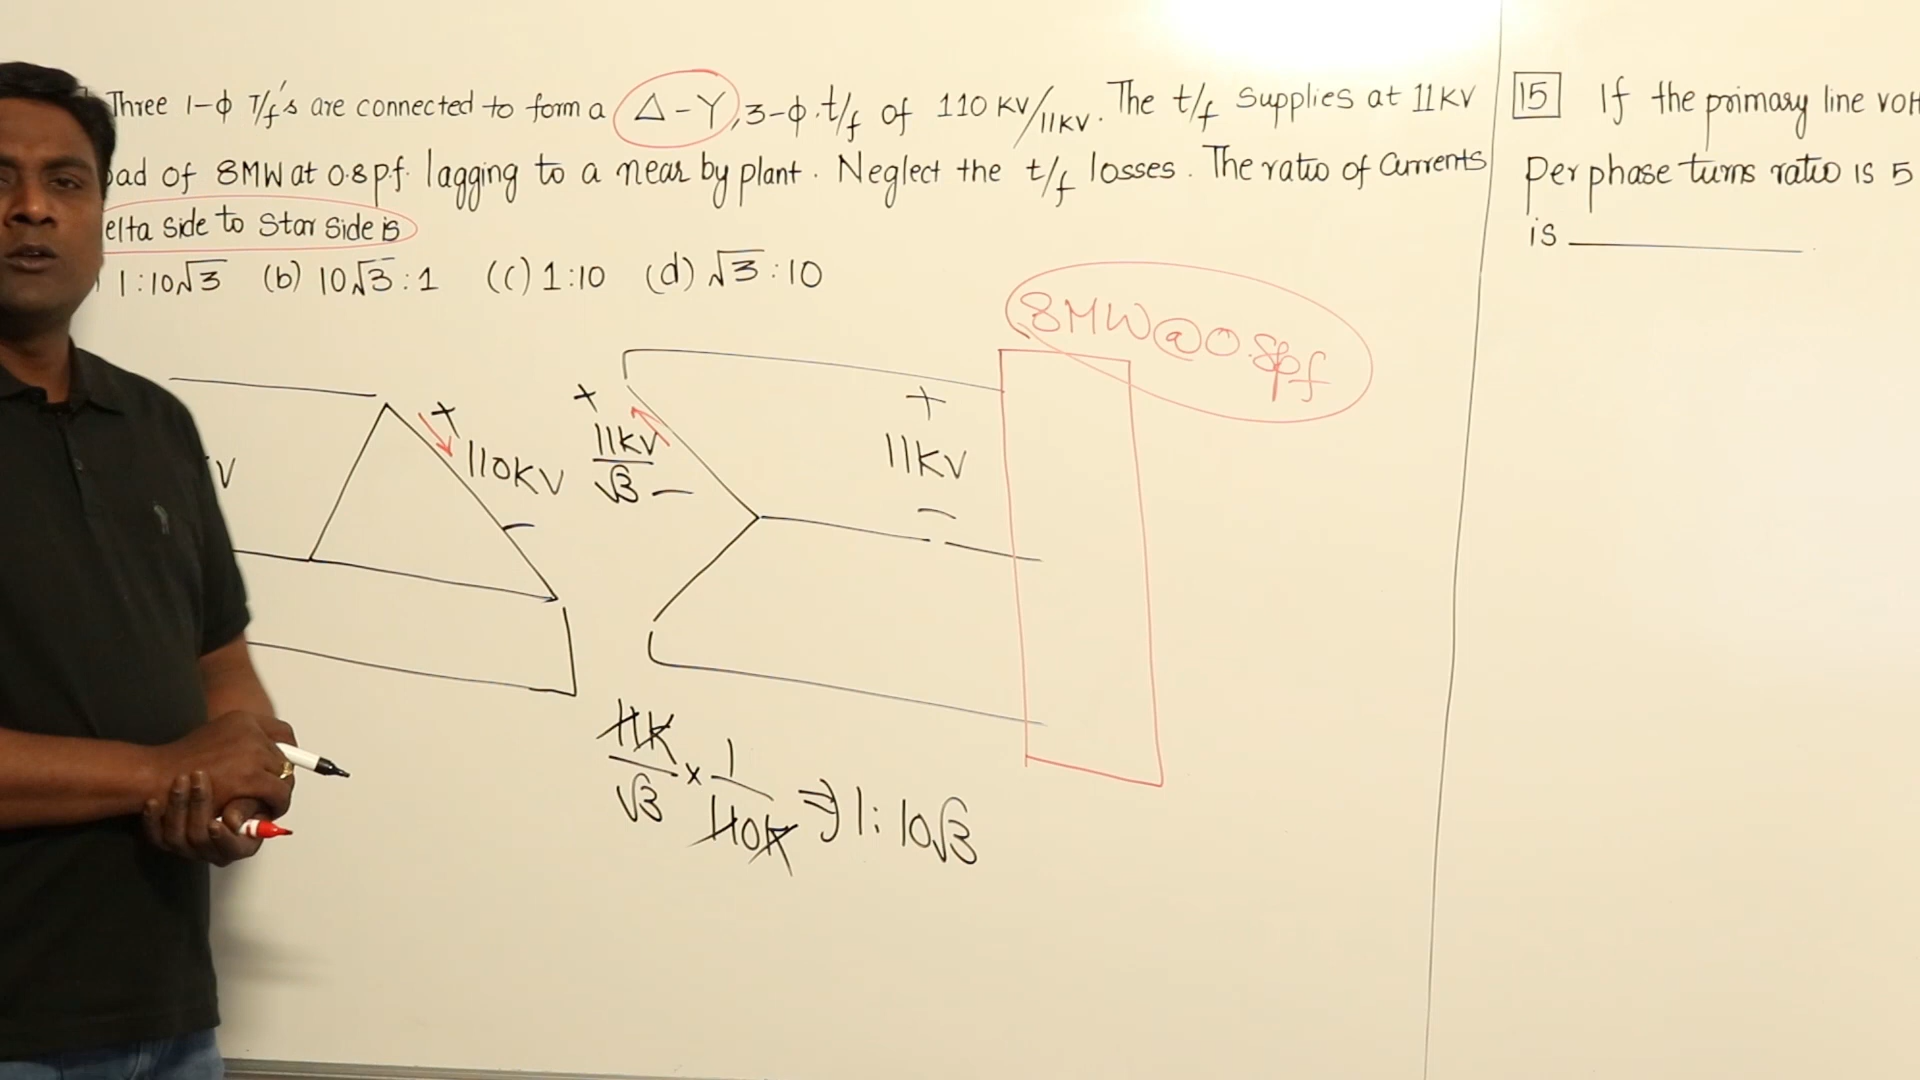 Three 1-ϕ T/f's are connected to form a Δ-Y, 3-ϕ t/f of 110 KV/11KV. The t/f supplies at 11KV
oad of 8MW at 0.8 p.f. lagging to a near by plant. Neglect the t/f losses. The ratio of Currents
elta Side to Star Side is
1:10√3 (b) 10√3:1 (c) 1:10 (d) √3:10
15 If the primary line vol
Per phase turns ratio is 5
is
8MW@0.8pf
+ 110KV −
V
+ 11KV/√3 −
+ 11KV −
11K/√3 × 1/110K ⇒ 1:10√3